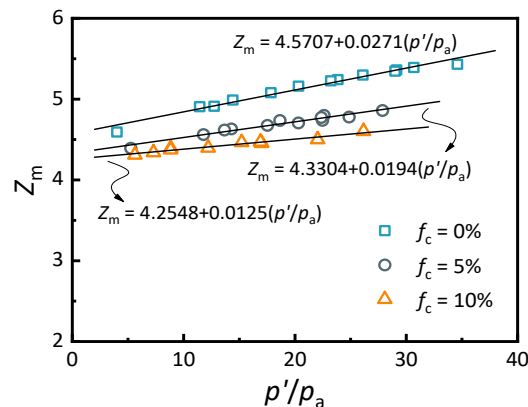 6
5
4
3
2
Zm
Zm = 4.5707+0.0271(p'/pa)
Zm = 4.3304+0.0194(p'/pa)
Zm = 4.2548+0.0125(p'/pa)
fc = 0%
fc = 5%
fc = 10%
0 10 20 30 40
p'/pa